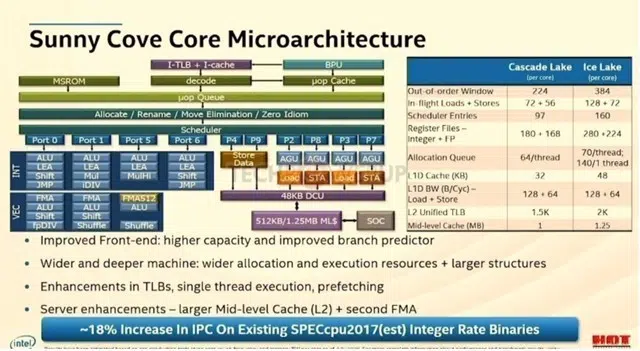 Sunny Cove Core Microarchitecture
I-TLB + I-cache
BPU
MSROM
decode
µop Cache
µop Queue
Allocate / Rename / Move Elimination / Zero Idiom
Scheduler
Port 0
Port 1
Port 5
Port 6
P4
P9
P2
P8
P3
P7
INT
ALU
LEA
Shift
JMP
ALU
LEA
Mul
iDIV
ALU
LEA
MulHi
ALU
LEA
Shift
JMP
Store
Data
AGU
AGU
AGU
AGU
Load
STA
Load
STA
VEC
FMA
ALU
Shift
fpDIV
FMA
ALU
Shift
Shuffle
FMA512
ALU
Shuffle
48KB DCU
512KB/1.25MB ML$
SOC
Cascade Lake
(per core)
Ice Lake
(per core)
Out-of-order Window 224 384
In-flight Loads + Stores 72 + 56 128 + 72
Scheduler Entries 97 160
Register Files –
Integer + FP 180 + 168 280 +224
Allocation Queue 64/thread 70/thread;
140/1 thread
L1D Cache (KB) 32 48
L1D BW (B/Cyc) –
Load + Store 128 + 64 128 + 64
L2 Unified TLB 1.5K 2K
Mid-level Cache (MB) 1 1.25
• Improved Front-end: higher capacity and improved branch predictor
• Wider and deeper machine: wider allocation and execution resources + larger structures
• Enhancements in TLBs, single thread execution, prefetching
• Server enhancements – larger Mid-level Cache (L2) + second FMA
~18% Increase In IPC On Existing SPECcpu2017(est) Integer Rate Binaries
intel
HOT